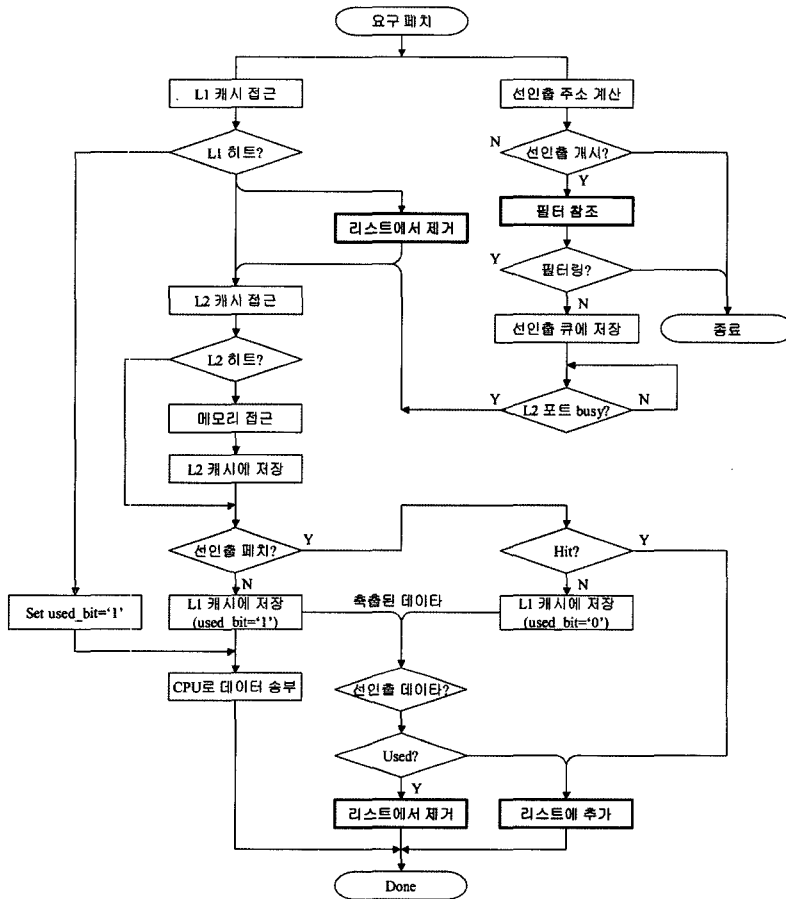 요구 페치
L1 캐시 접근
선인출 주소 계산
L1 히트?
N
선인출 개시?
Y
리스트에서 제거
필터 참조
Y
필터링?
N
L2 캐시 접근
선인출 큐에 저장
종료
L2 히트?
Y
L2 포트 busy?
N
메모리 접근
L2 캐시에 저장
선인출 페치?
Y
Hit?
Y
N
N
Set used_bit=‘1’
L1 캐시에 저장
(used_bit=‘1’)
축출된 데이타
L1 캐시에 저장
(used_bit=‘0’)
CPU로 데이터 송부
선인출 데이타?
Used?
Y
리스트에서 제거
리스트에 추가
Done